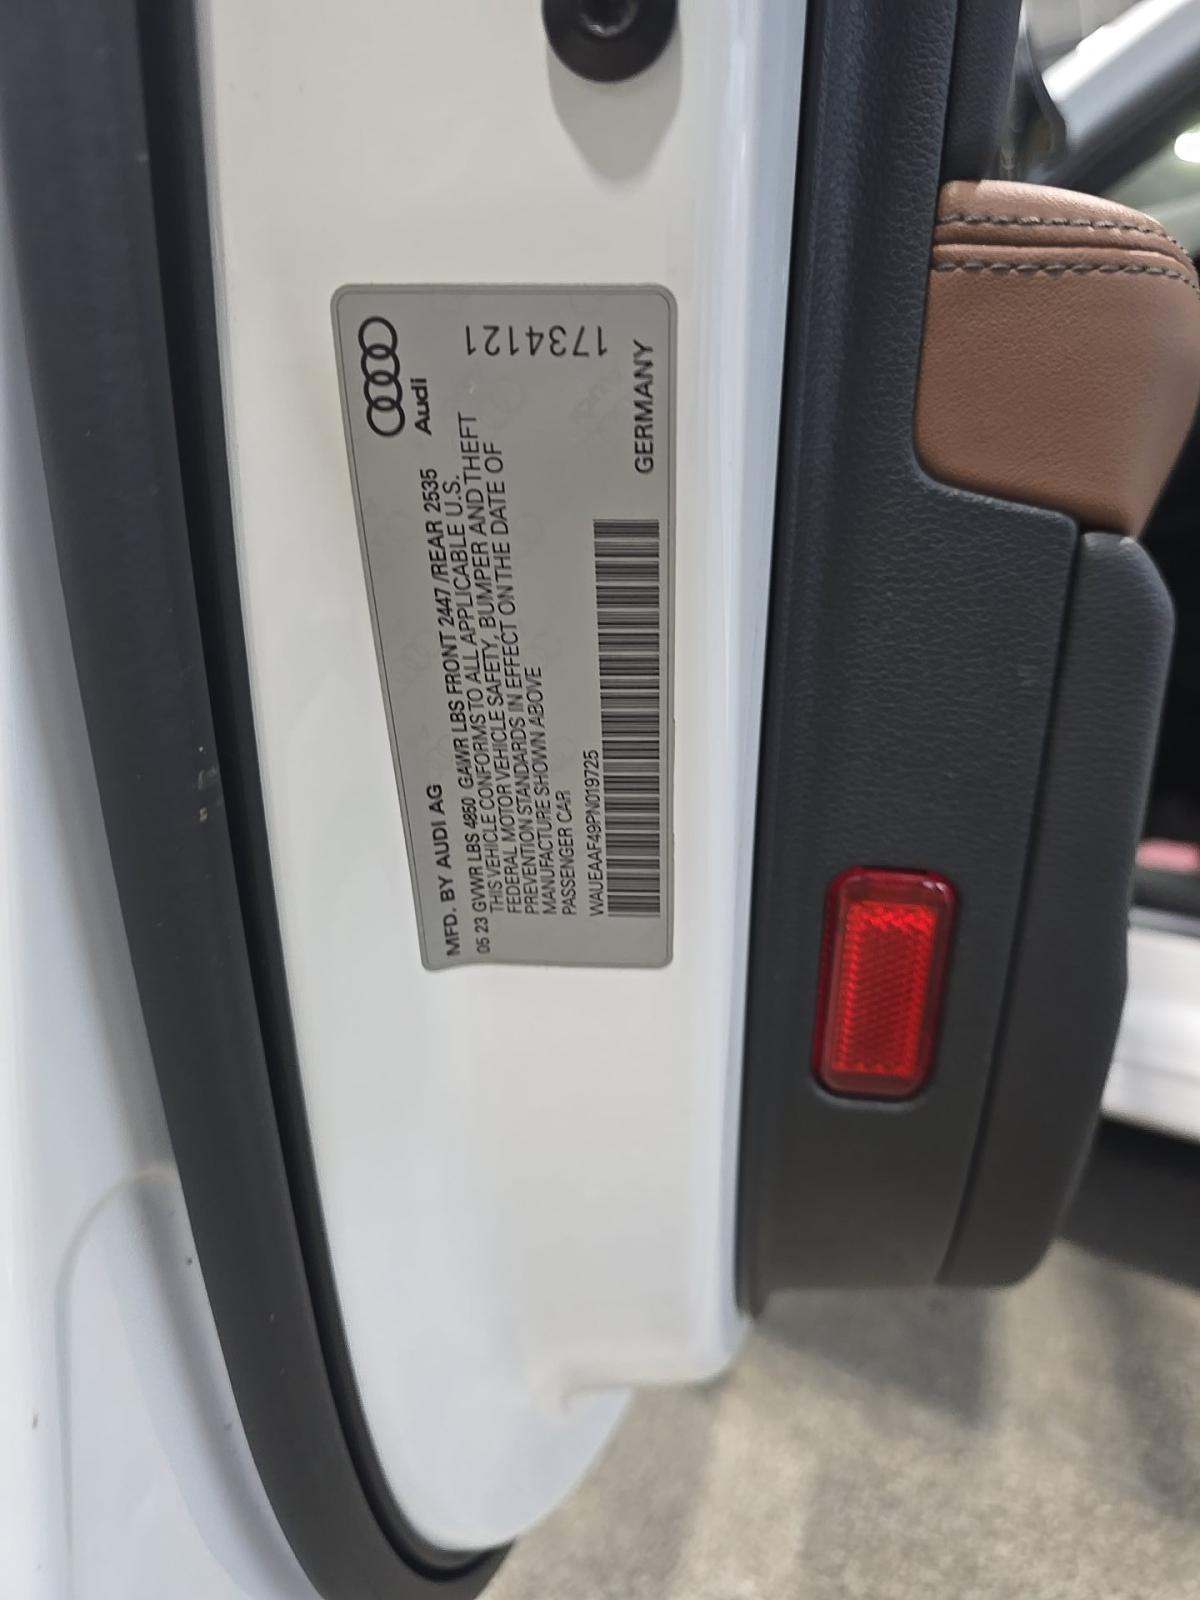 Audi
MFD. BY AUDI AG
05 23 GVWR LBS 4850 GAWR LBS FRONT 2447 /REAR 2535
THIS VEHICLE CONFORMS TO ALL APPLICABLE U.S.
FEDERAL MOTOR VEHICLE SAFETY, BUMPER AND THEFT
PREVENTION STANDARDS IN EFFECT ON THE DATE OF
MANUFACTURE SHOWN ABOVE
PASSENGER CAR
WAUEAAF49PN019725
1734121
GERMANY